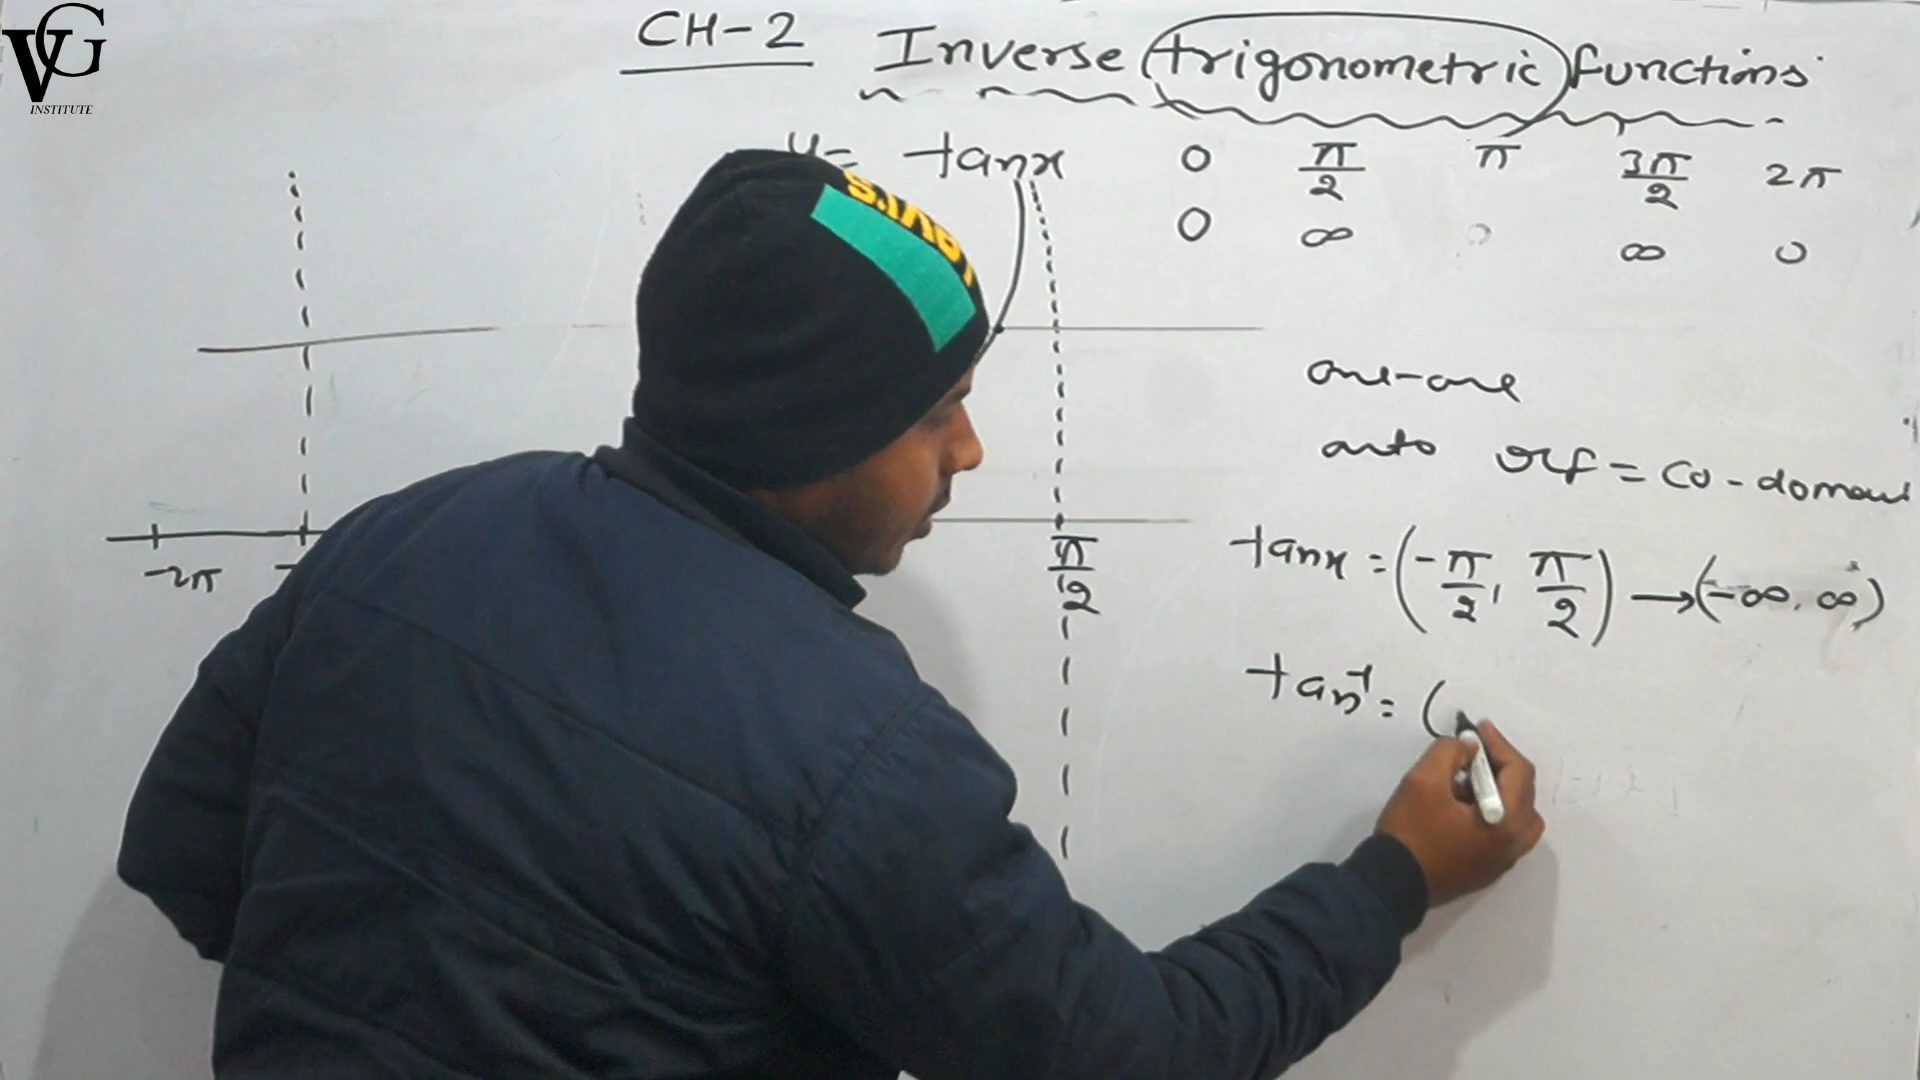 VG
INSTITUTE
CH-2 Inverse trigonometric functions
y= tanx
0 π/2 π 3π/2 2π
0 ∞ 0 ∞ 0
one-one
onto Rf = Co-domain
-2π
π/2
tanx = (-π/2, π/2) → (-∞, ∞)
tan⁻¹ = (